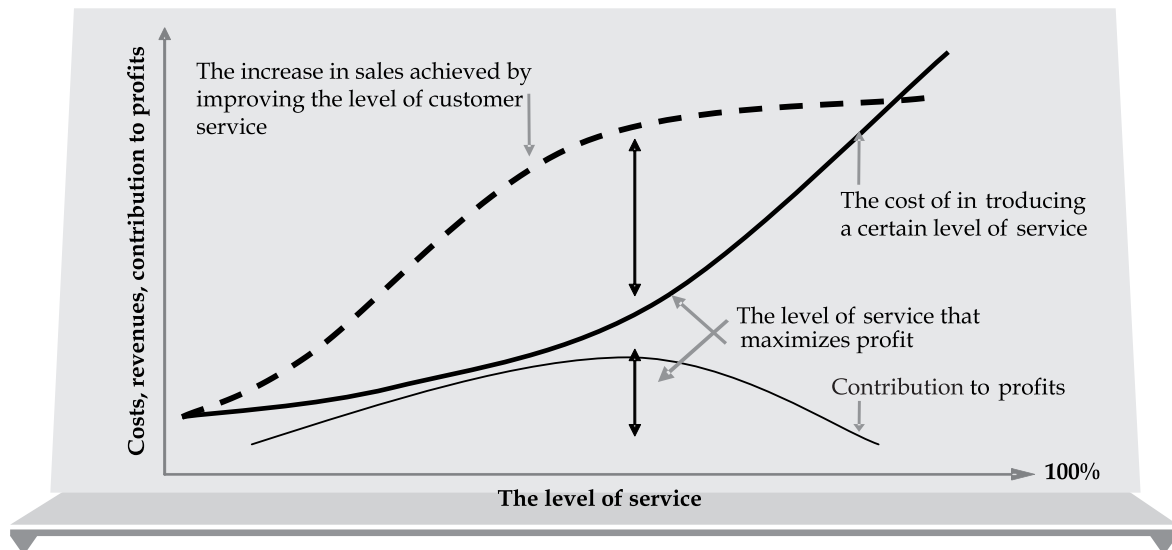 Costs, revenues, contribution to profits
The increase in sales achieved by
improving the level of customer
service
The cost of in troducing
a certain level of service
The level of service that
maximizes profit
Contribution to profits
100%
The level of service